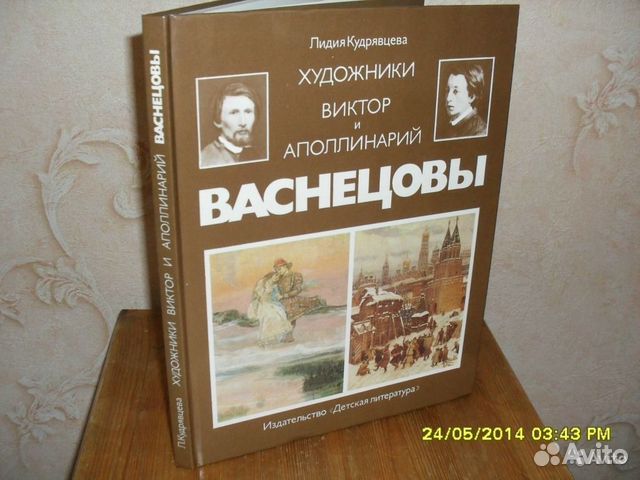 Лидия Кудрявцева
ХУДОЖНИКИ
ВИКТОР
и
АПОЛЛИНАРИЙ
ВАСНЕЦОВЫ
Издательство «Детская литература»
Л.Кудрявцева ХУДОЖНИКИ ВИКТОР И АПОЛЛИНАРИЙ ВАСНЕЦОВЫ
24/05/2014 03:43 PM
Avito